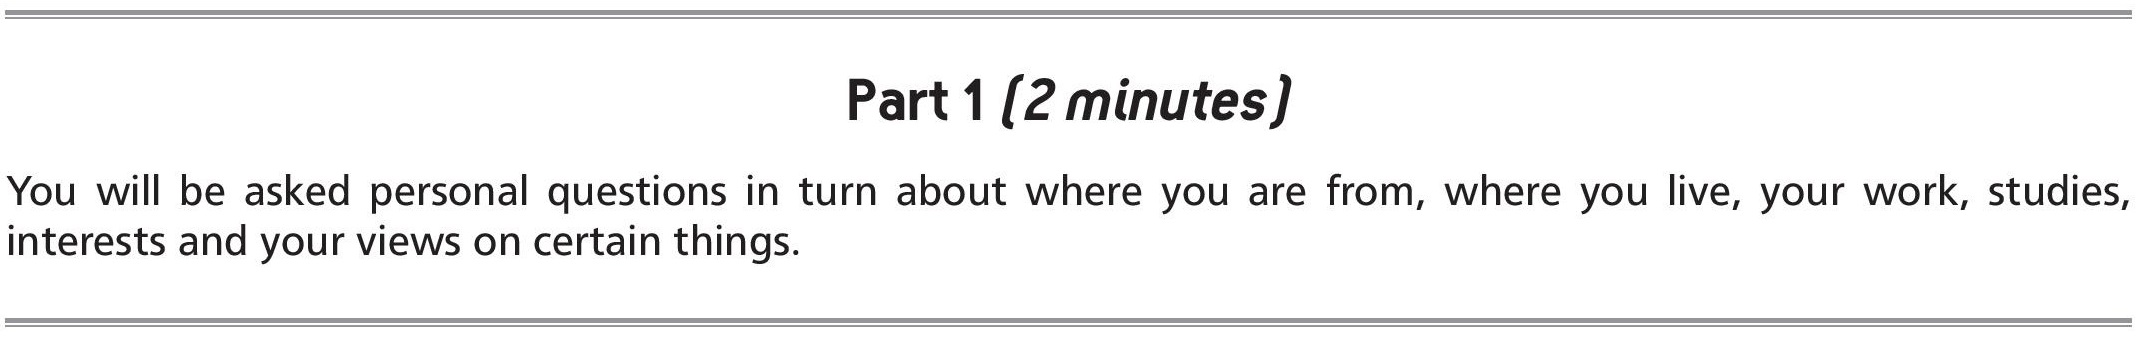 Part 1 (2 minutes)
You will be asked personal questions in turn about where you are from, where you live, your work, studies,
interests and your views on certain things.